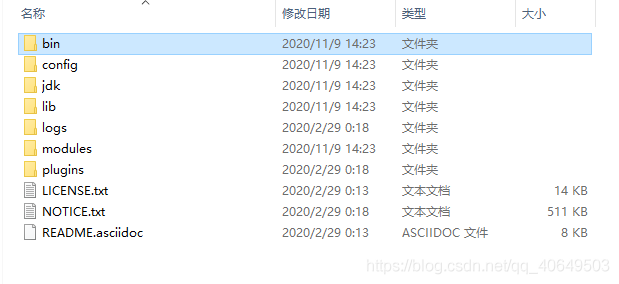 名称 修改日期 类型 大小
bin 2020/11/9 14:23 文件夹
config 2020/11/9 14:23 文件夹
jdk 2020/11/9 14:23 文件夹
lib 2020/11/9 14:23 文件夹
logs 2020/2/29 0:18 文件夹
modules 2020/11/9 14:23 文件夹
plugins 2020/2/29 0:18 文件夹
LICENSE.txt 2020/2/29 0:13 文本文档 14 KB
NOTICE.txt 2020/2/29 0:18 文本文档 511 KB
README.asciidoc 2020/2/29 0:13 ASCIIDOC 文件 8 KB
https://blog.csdn.net/qq_40649503